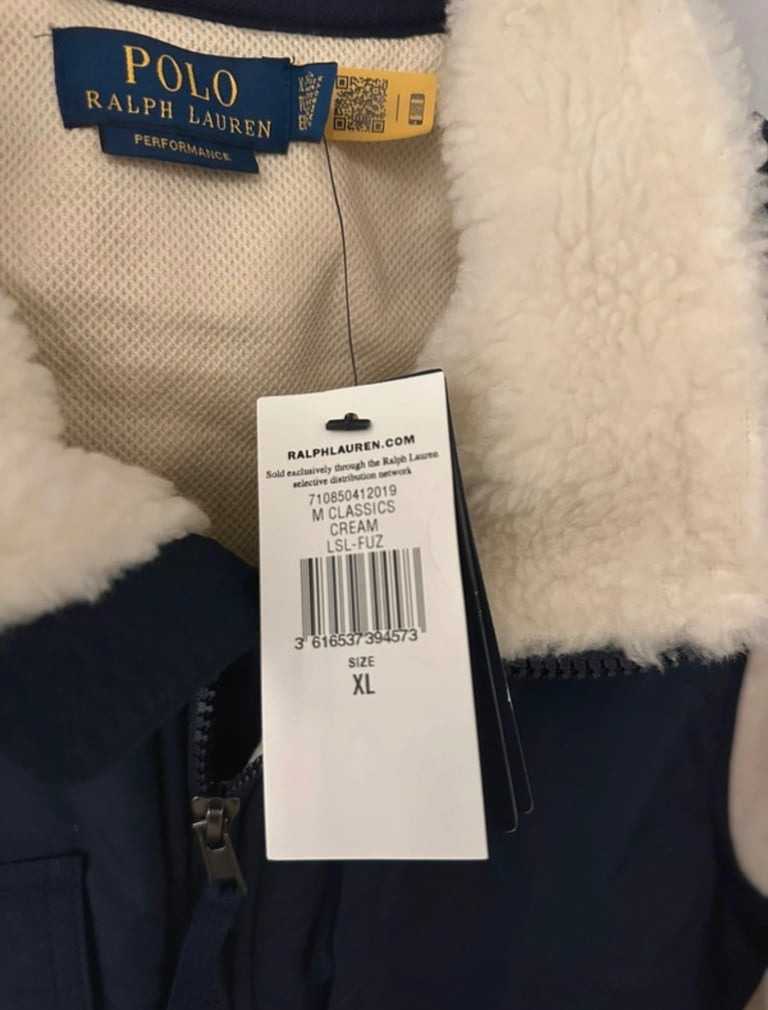 POLO
RALPH LAUREN
PERFORMANCE
RALPHLAUREN.COM
Sold exclusively through the Ralph Lauren
selective distribution network
710850412019
M CLASSICS
CREAM
LSL-FUZ
3 616537 394573
SIZE
XL